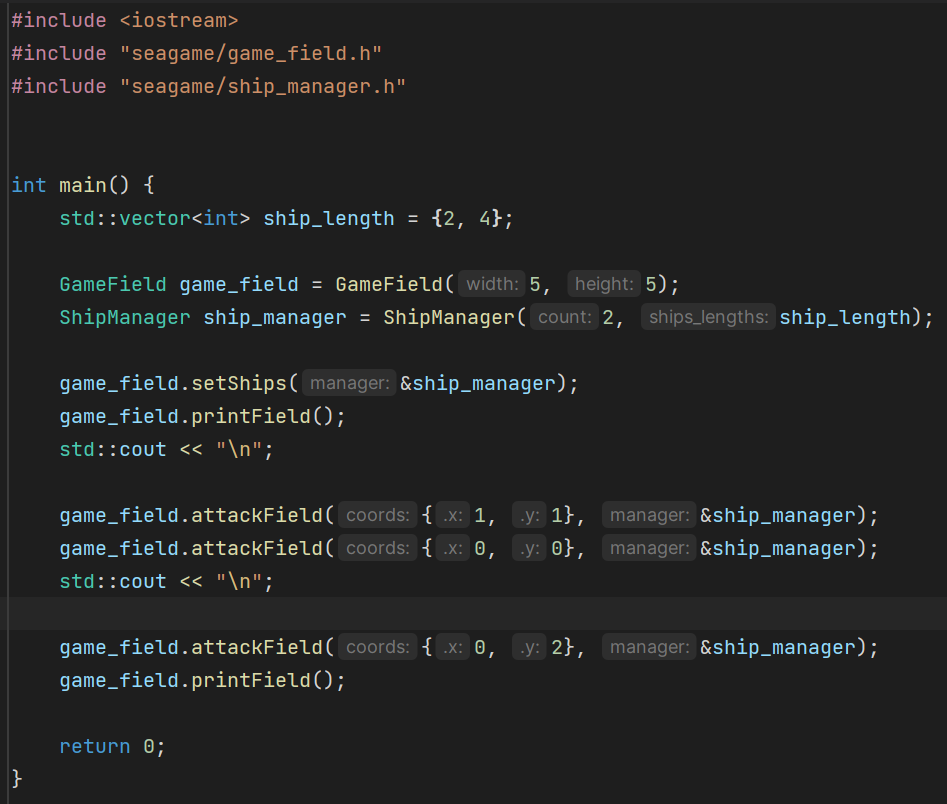 #include <iostream>
#include "seagame/game_field.h"
#include "seagame/ship_manager.h"
int main() {
    std::vector<int> ship_length = {2, 4};
    GameField game_field = GameField( width: 5, height: 5);
    ShipManager ship_manager = ShipManager( count: 2, ships_lengths: ship_length);
    game_field.setShips( manager: &ship_manager);
    game_field.printField();
    std::cout << "\n";
    game_field.attackField( coords: { .x: 1, .y: 1}, manager: &ship_manager);
    game_field.attackField( coords: { .x: 0, .y: 0}, manager: &ship_manager);
    std::cout << "\n";
    game_field.attackField( coords: { .x: 0, .y: 2}, manager: &ship_manager);
    game_field.printField();
    return 0;
}